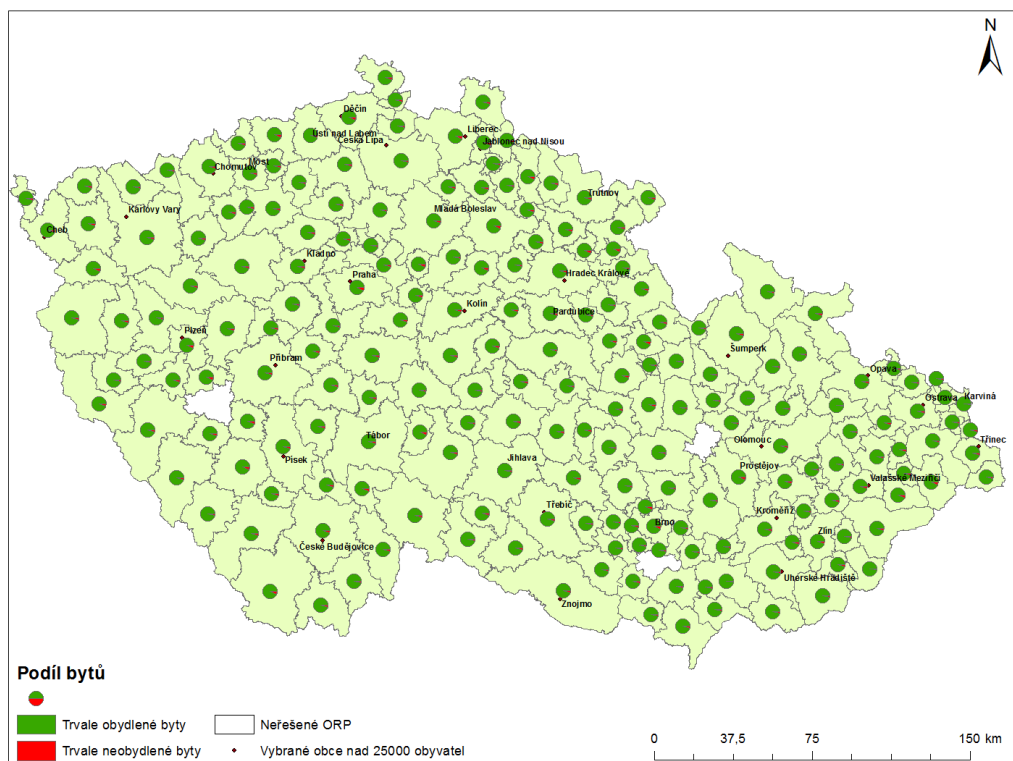 N
Děčín
Ústí nad Labem
Liberec
Česká Lípa
Jablonec nad Nisou
Most
Chomutov
Trutnov
Karlovy Vary
Mladá Boleslav
Cheb
Kladno
Praha
Hradec Králové
Kolín
Pardubice
Plzeň
Šumperk
Příbram
Opava
Ostrava
Karviná
Tábor
Olomouc
Třinec
Písek
Jihlava
Prostějov
Valašské Meziříčí
Třebíč
Kroměříž
Brno
Zlín
České Budějovice
Uherské Hradiště
Znojmo
Podíl bytů
Trvale obydlené byty
Neřešené ORP
Trvale neobydlené byty
Vybrané obce nad 25000 obyvatel
0 37,5 75 150 km